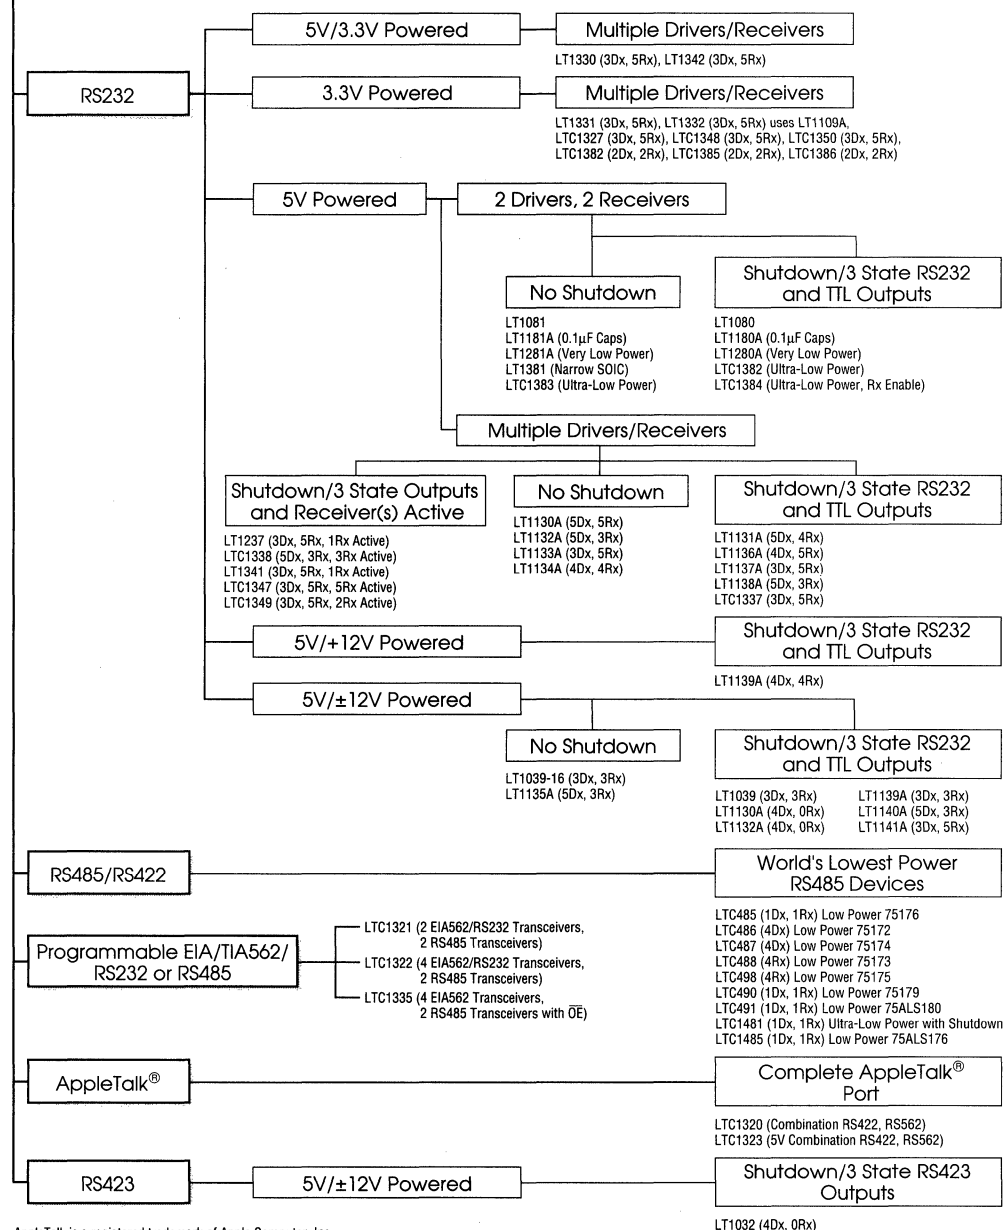 5V/3.3V Powered
Multiple Drivers/Receivers
LT1330 (3Dx, 5Rx), LT1342 (3Dx, 5Rx)
RS232
3.3V Powered
Multiple Drivers/Receivers
LT1331 (3Dx, 5Rx), LT1332 (3Dx, 5Rx) uses LT1109A,
LTC1327 (3Dx, 5Rx), LTC1348 (3Dx, 5Rx), LTC1350 (3Dx, 5Rx),
LTC1382 (2Dx, 2Rx), LTC1385 (2Dx, 2Rx), LTC1386 (2Dx, 2Rx)
5V Powered
2 Drivers, 2 Receivers
No Shutdown
LT1081
LT1181A (0.1µF Caps)
LT1281A (Very Low Power)
LT1381 (Narrow SOIC)
LTC1383 (Ultra-Low Power)
Shutdown/3 State RS232
and TTL Outputs
LT1080
LT1180A (0.1µF Caps)
LT1280A (Very Low Power)
LTC1382 (Ultra-Low Power)
LTC1384 (Ultra-Low Power, Rx Enable)
Multiple Drivers/Receivers
Shutdown/3 State Outputs
and Receiver(s) Active
LT1237 (3Dx, 5Rx, 1Rx Active)
LTC1338 (5Dx, 3Rx, 3Rx Active)
LT1341 (3Dx, 5Rx, 1Rx Active)
LTC1347 (3Dx, 5Rx, 5Rx Active)
LTC1349 (3Dx, 5Rx, 2Rx Active)
No Shutdown
LT1130A (5Dx, 5Rx)
LT1132A (5Dx, 3Rx)
LT1133A (3Dx, 5Rx)
LT1134A (4Dx, 4Rx)
Shutdown/3 State RS232
and TTL Outputs
LT1131A (5Dx, 4Rx)
LT1136A (4Dx, 5Rx)
LT1137A (3Dx, 5Rx)
LT1138A (5Dx, 3Rx)
LTC1337 (3Dx, 5Rx)
5V/+12V Powered
Shutdown/3 State RS232
and TTL Outputs
LT1139A (4Dx, 4Rx)
5V/±12V Powered
No Shutdown
LT1039-16 (3Dx, 3Rx)
LT1135A (5Dx, 3Rx)
Shutdown/3 State RS232
and TTL Outputs
LT1039 (3Dx, 3Rx) LT1139A (3Dx, 3Rx)
LT1130A (4Dx, 0Rx) LT1140A (5Dx, 3Rx)
LT1132A (4Dx, 0Rx) LT1141A (3Dx, 5Rx)
RS485/RS422
World's Lowest Power
RS485 Devices
LTC485 (1Dx, 1Rx) Low Power 75176
LTC486 (4Dx) Low Power 75172
LTC487 (4Dx) Low Power 75174
LTC488 (4Rx) Low Power 75173
LTC498 (4Rx) Low Power 75175
LTC490 (1Dx, 1Rx) Low Power 75179
LTC491 (1Dx, 1Rx) Low Power 75ALS180
LTC1481 (1Dx, 1Rx) Ultra-Low Power with Shutdown
LTC1485 (1Dx, 1Rx) Low Power 75ALS176
Programmable EIA/TIA562/
RS232 or RS485
LTC1321 (2 EIA562/RS232 Transceivers,
2 RS485 Transceivers)
LTC1322 (4 EIA562/RS232 Transceivers,
2 RS485 Transceivers)
LTC1335 (4 EIA562 Transceivers,
2 RS485 Transceivers with O̅E̅)
AppleTalk®
Complete AppleTalk®
Port
LTC1320 (Combination RS422, RS562)
LTC1323 (5V Combination RS422, RS562)
RS423
5V/±12V Powered
Shutdown/3 State RS423
Outputs
LT1032 (4Dx, 0Rx)